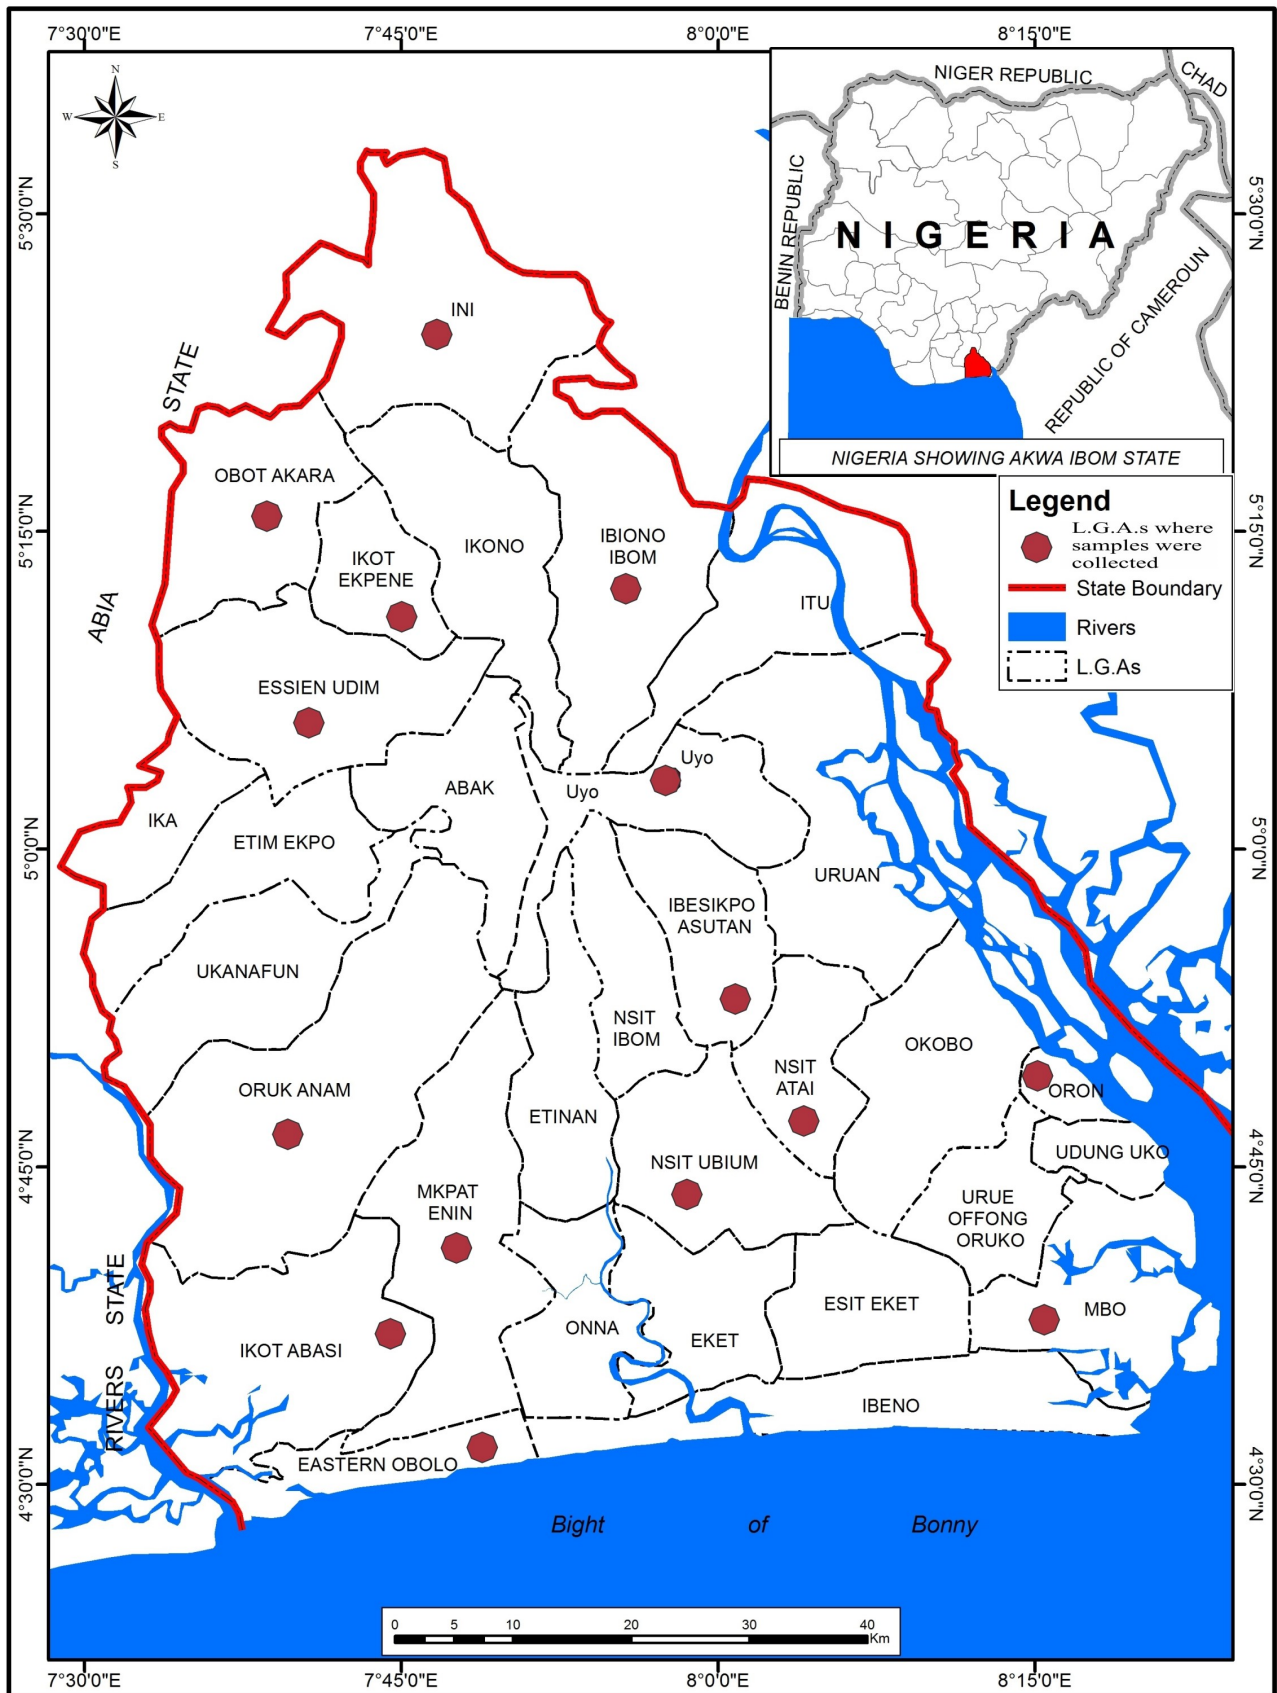 7°30'0"E
7°45'0"E
8°0'0"E
8°15'0"E
N
W
E
S
5°30'0"N
5°15'0"N
5°0'0"N
4°45'0"N
4°30'0"N
NIGER REPUBLIC
CHAD
BENIN REPUBLIC
NIGERIA
REPUBLIC OF CAMEROUN
NIGERIA SHOWING AKWA IBOM STATE
5°30'0"N
5°15'0"N
5°0'0"N
4°45'0"N
4°30'0"N
Legend
L.G.A.s where
samples were
collected
State Boundary
Rivers
L.G.As
ABIA STATE
RIVERS STATE
INI
OBOT AKARA
IKOT
EKPENE
IKONO
IBIONO
IBOM
ITU
ESSIEN UDIM
Uyo
ABAK
Uyo
IKA
ETIM EKPO
URUAN
IBESIKPO
ASUTAN
UKANAFUN
NSIT
IBOM
OKOBO
NSIT
ATAI
ORUK ANAM
ORON
ETINAN
UDUNG UKO
NSIT UBIUM
MKPAT
ENIN
URUE
OFFONG
ORUKO
ESIT EKET
MBO
ONNA
EKET
IKOT ABASI
IBENO
EASTERN OBOLO
Bight of Bonny
0 5 10 20 30 40
Km
7°30'0"E
7°45'0"E
8°0'0"E
8°15'0"E